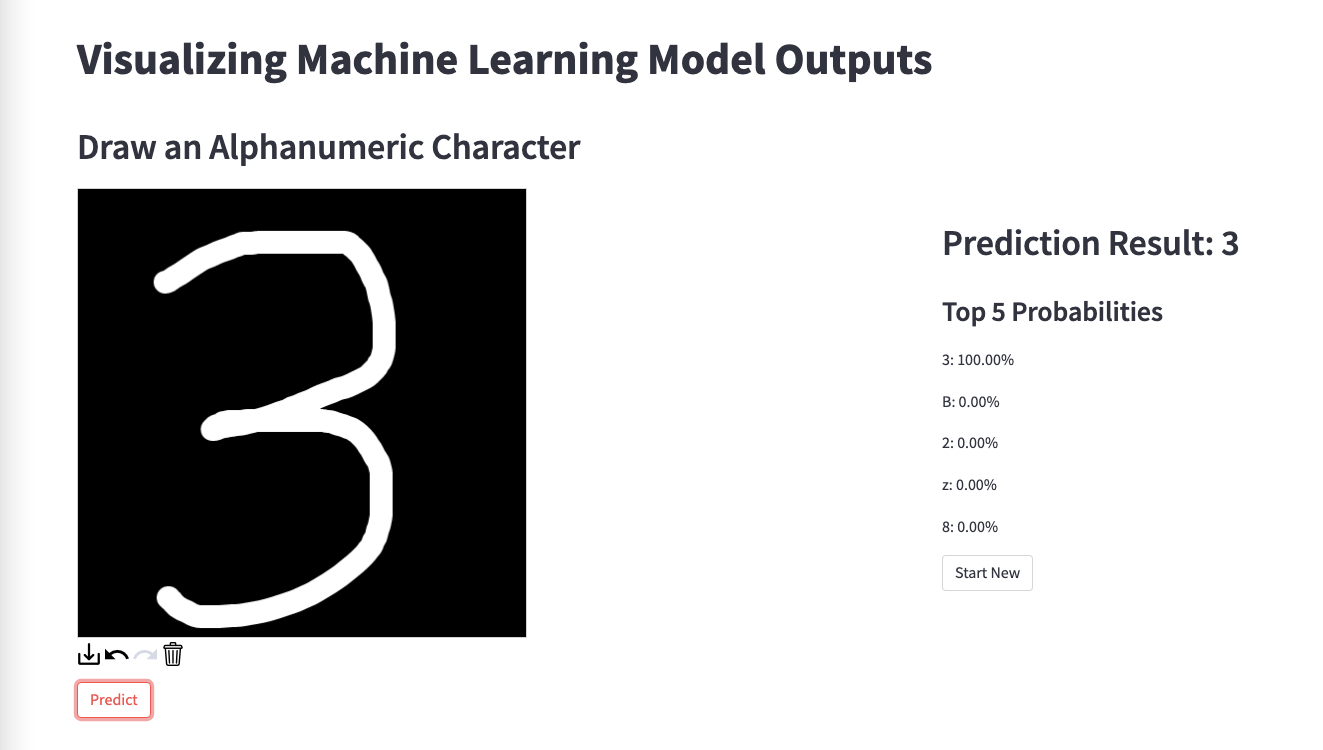 Visualizing Machine Learning Model Outputs
Draw an Alphanumeric Character
3
Prediction Result: 3
Top 5 Probabilities
3: 100.00%
B: 0.00%
2: 0.00%
z: 0.00%
8: 0.00%
Start New
Predict